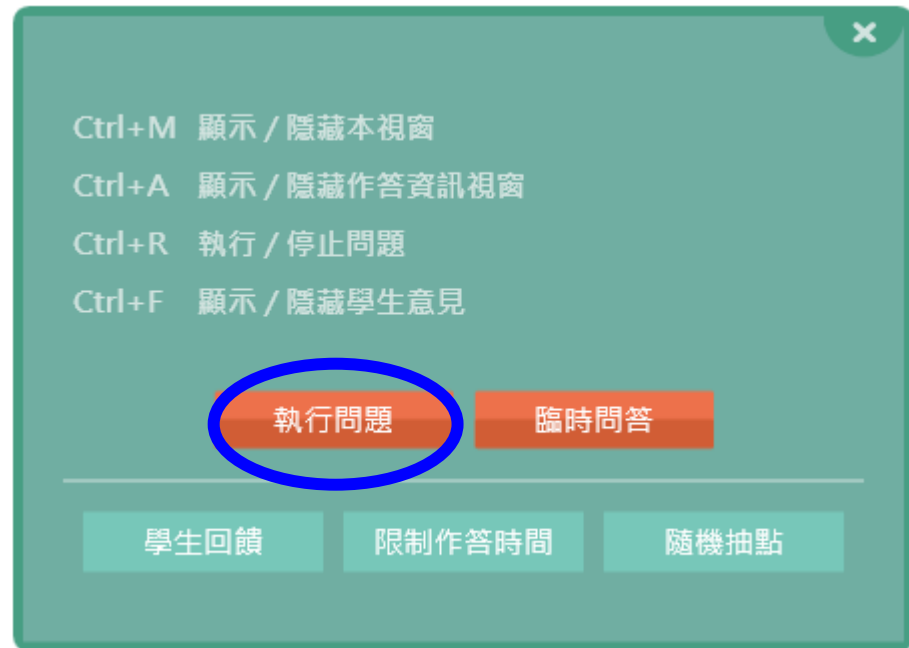 Ctrl+M 顯示 / 隱藏本視窗
Ctrl+A 顯示 / 隱藏作答資訊視窗
Ctrl+R 執行 / 停止問題
Ctrl+F 顯示 / 隱藏學生意見
執行問題 臨時問答
學生回饋 限制作答時間 隨機抽點